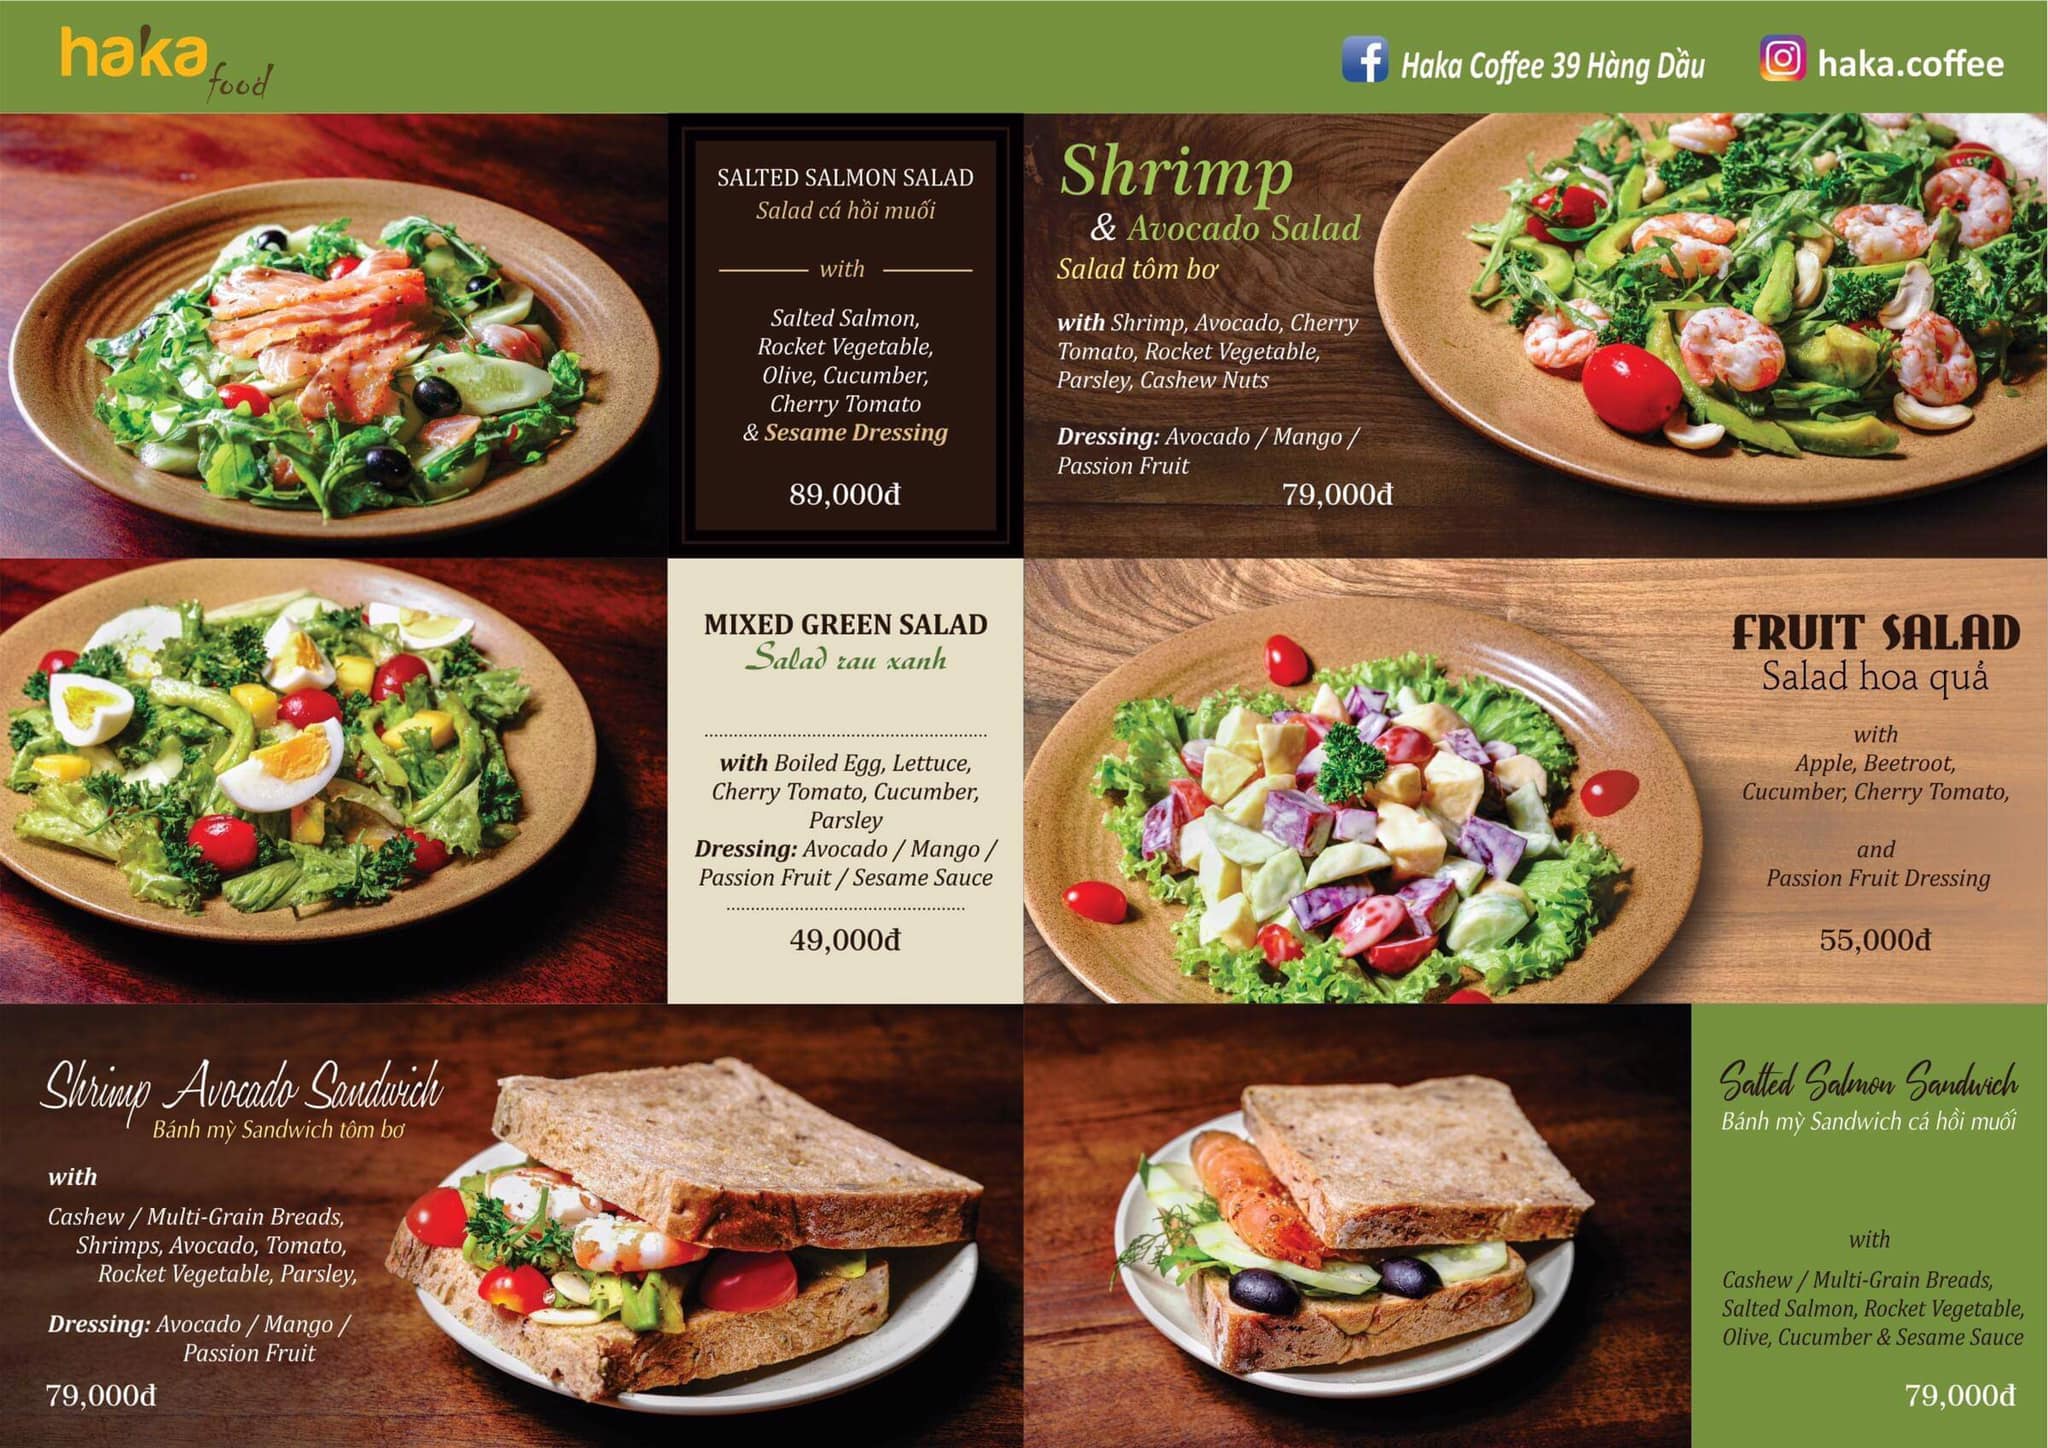 haka
food
Haka Coffee 39 Hàng Dầu
haka.coffee
SALTED SALMON SALAD
Salad cá hồi muối
with
Salted Salmon,
Rocket Vegetable,
Olive, Cucumber,
Cherry Tomato
& Sesame Dressing
89,000đ
Shrimp
& Avocado Salad
Salad tôm bơ
with Shrimp, Avocado, Cherry
Tomato, Rocket Vegetable,
Parsley, Cashew Nuts
Dressing: Avocado / Mango /
Passion Fruit
79,000đ
MIXED GREEN SALAD
Salad rau xanh
with Boiled Egg, Lettuce,
Cherry Tomato, Cucumber,
Parsley
Dressing: Avocado / Mango /
Passion Fruit / Sesame Sauce
49,000đ
FRUIT SALAD
Salad hoa quả
with
Apple, Beetroot,
Cucumber, Cherry Tomato,
and
Passion Fruit Dressing
55,000đ
Shrimp Avocado Sandwich
Bánh mỳ Sandwich tôm bơ
with
Cashew / Multi-Grain Breads,
Shrimps, Avocado, Tomato,
Rocket Vegetable, Parsley,
Dressing: Avocado / Mango /
Passion Fruit
79,000đ
Salted Salmon Sandwich
Bánh mỳ Sandwich cá hồi muối
with
Cashew / Multi-Grain Breads,
Salted Salmon, Rocket Vegetable,
Olive, Cucumber & Sesame Sauce
79,000đ